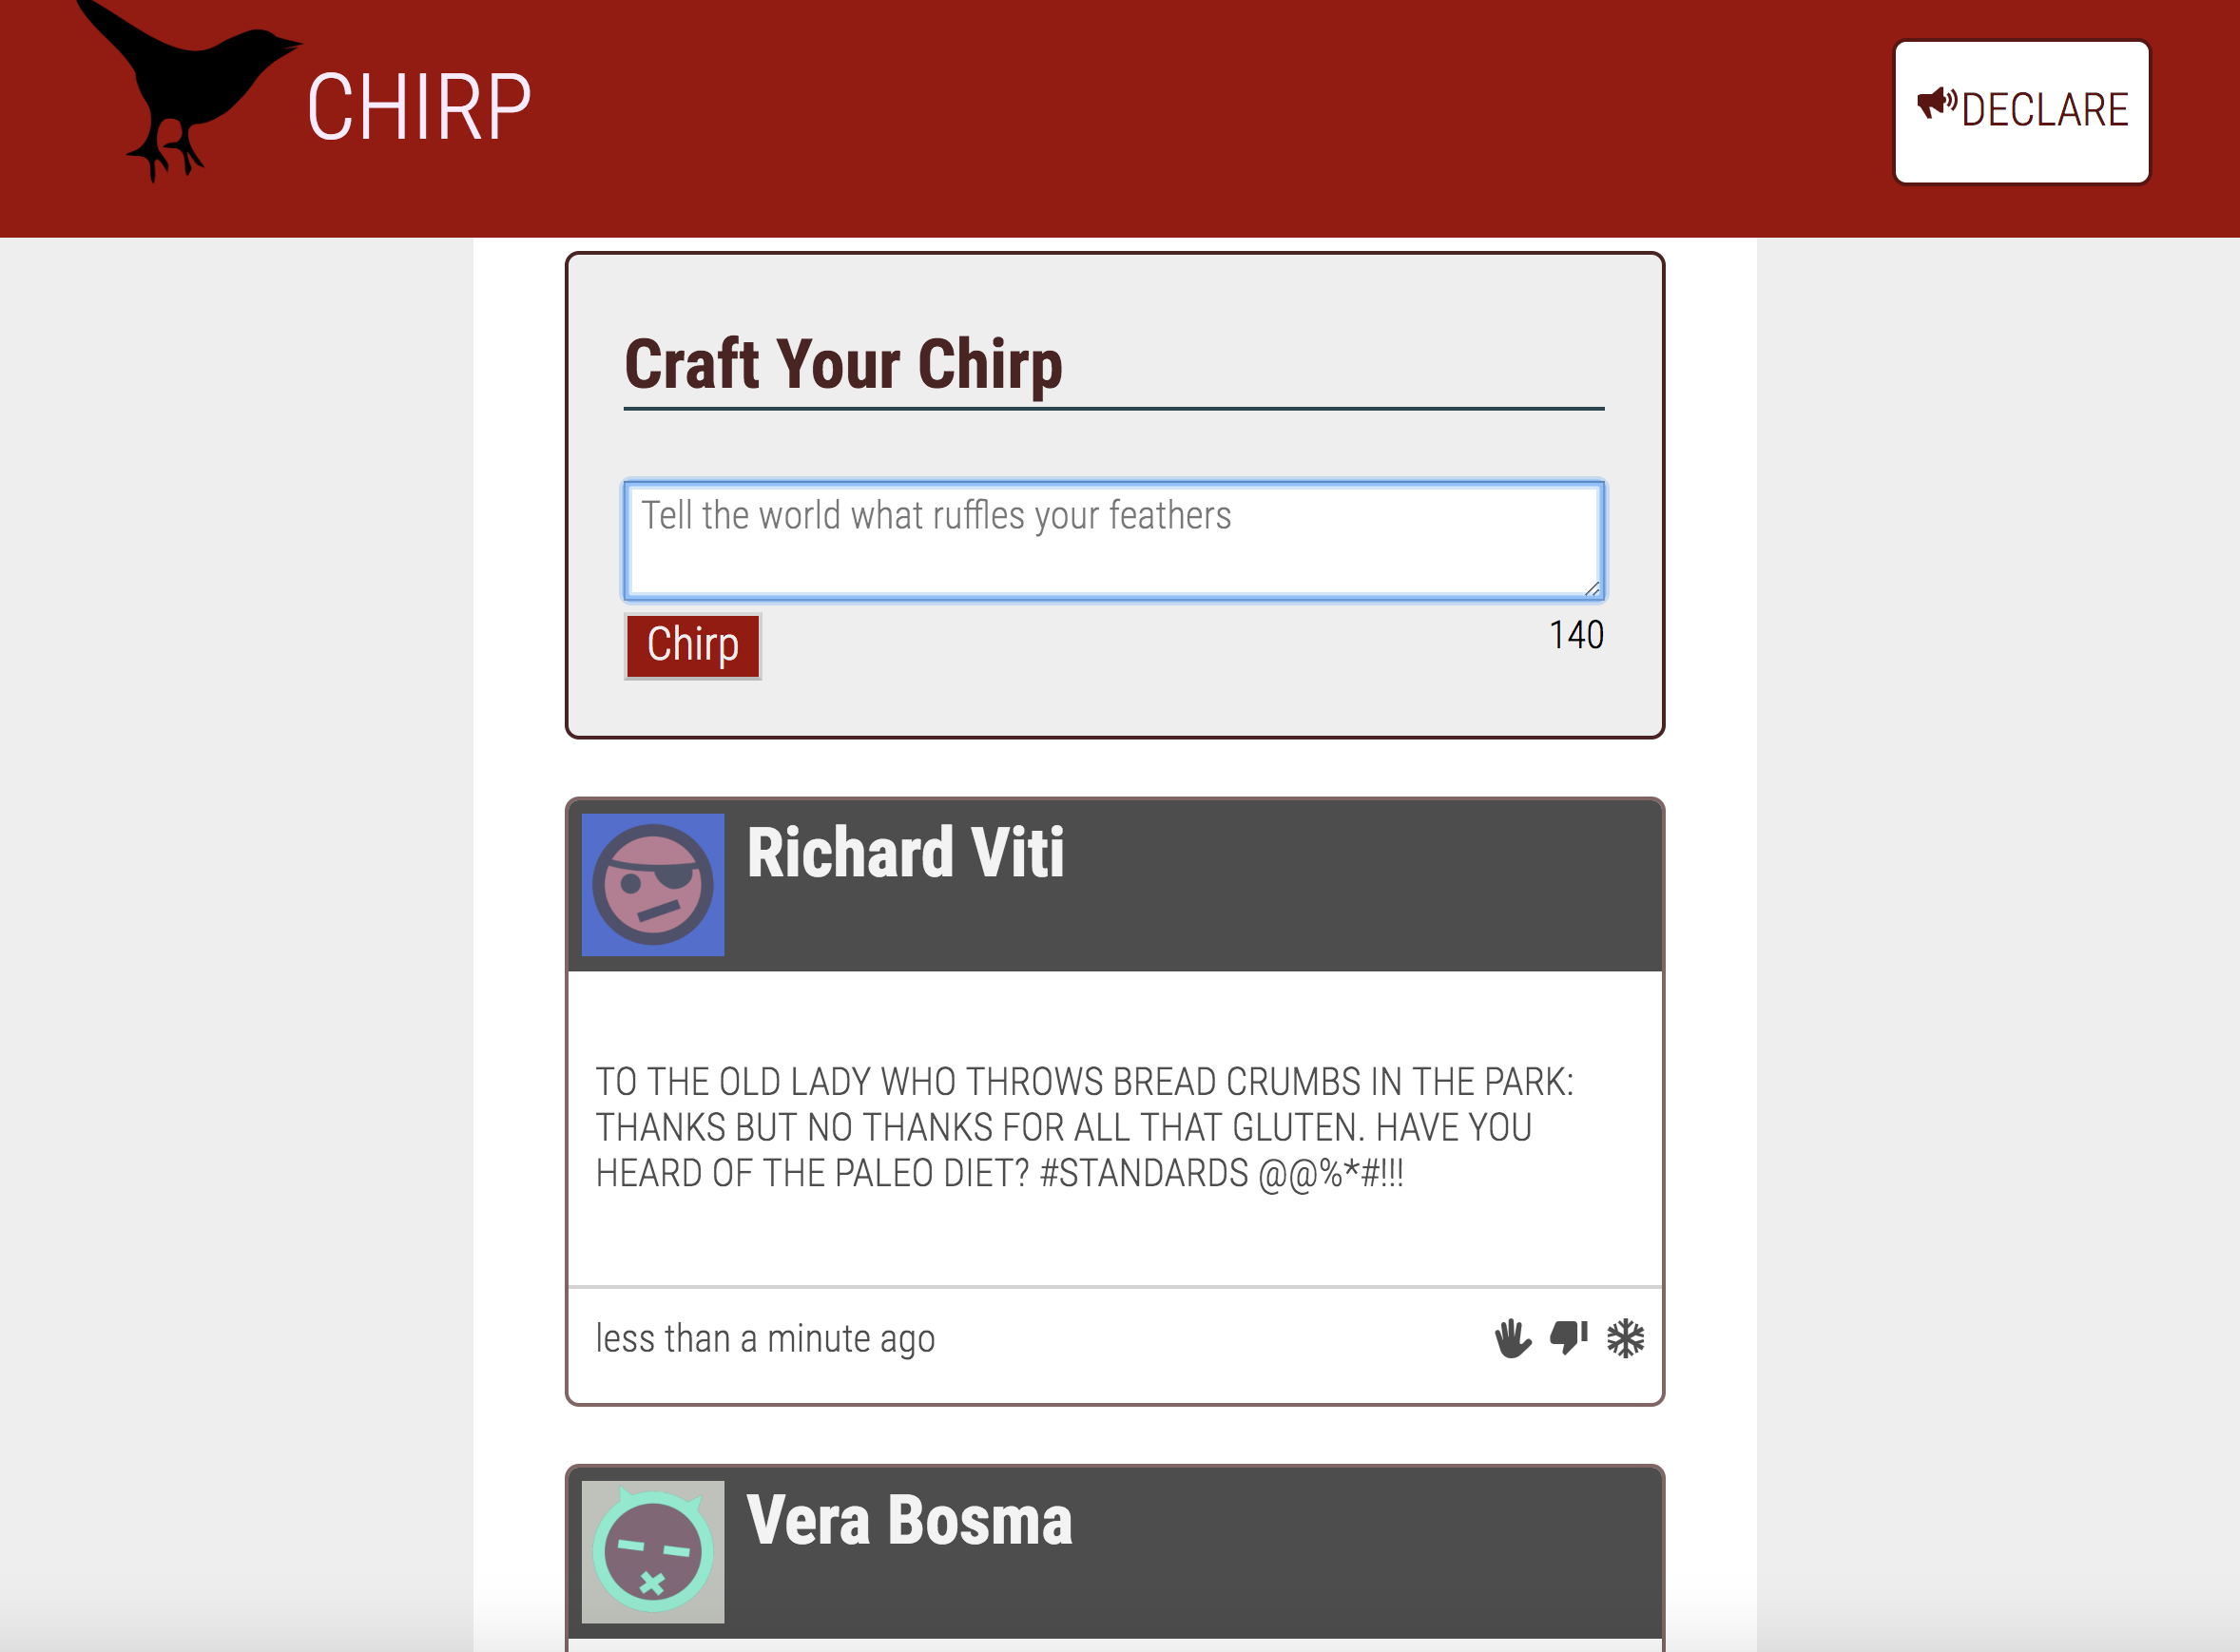 CHIRP
DECLARE
Craft Your Chirp
Tell the world what ruffles your feathers
Chirp
140
Richard Viti
TO THE OLD LADY WHO THROWS BREAD CRUMBS IN THE PARK:
THANKS BUT NO THANKS FOR ALL THAT GLUTEN. HAVE YOU
HEARD OF THE PALEO DIET? #STANDARDS @@%*#!!!
less than a minute ago
Vera Bosma